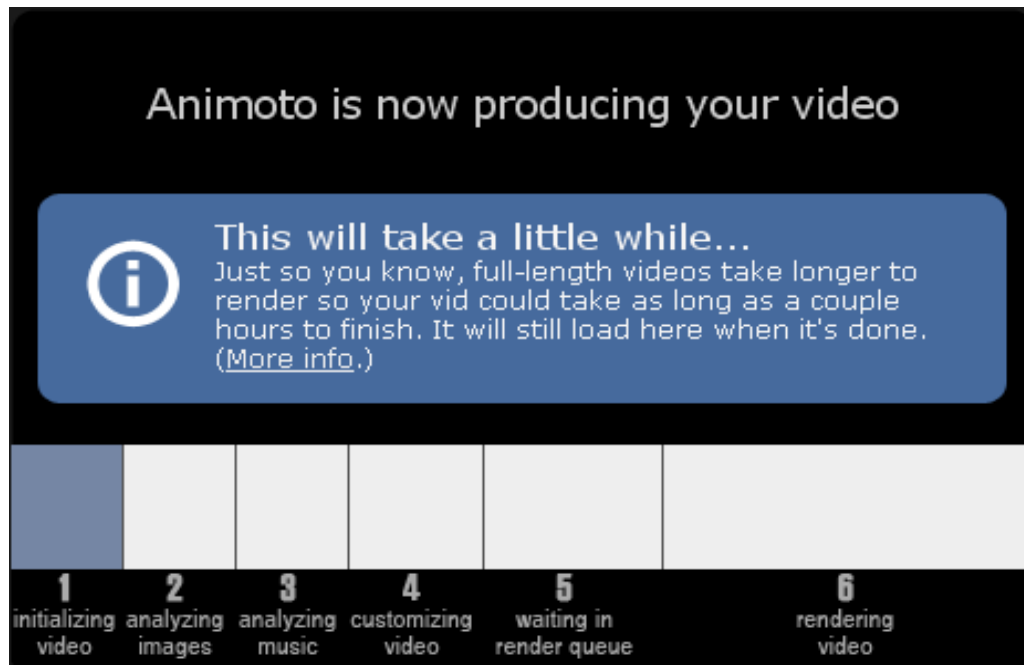 Animoto is now producing your video
This will take a little while...
Just so you know, full-length videos take longer to
render so your vid could take as long as a couple
hours to finish. It will still load here when it's done.
(More info.)
1 2 3 4 5 6
initializing analyzing analyzing customizing waiting in rendering
video images music video render queue video